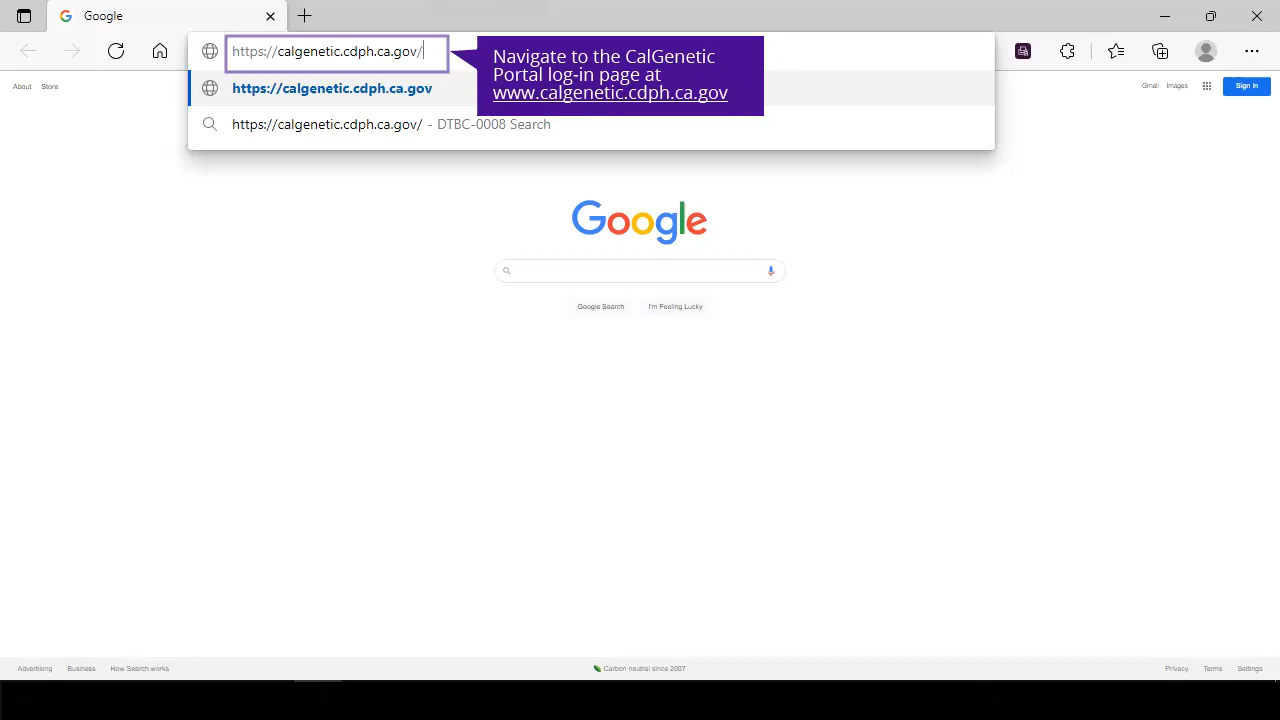 Google
https://calgenetic.cdph.ca.gov/
Navigate to the CalGenetic
Portal log-in page at
www.calgenetic.cdph.ca.gov
https://calgenetic.cdph.ca.gov
https://calgenetic.cdph.ca.gov/ - DTBC-0008 Search
About Store
Gmail Images Sign in
Google
Google Search I'm Feeling Lucky
Advertising Business How Search works
Carbon neutral since 2007
Privacy Terms Settings